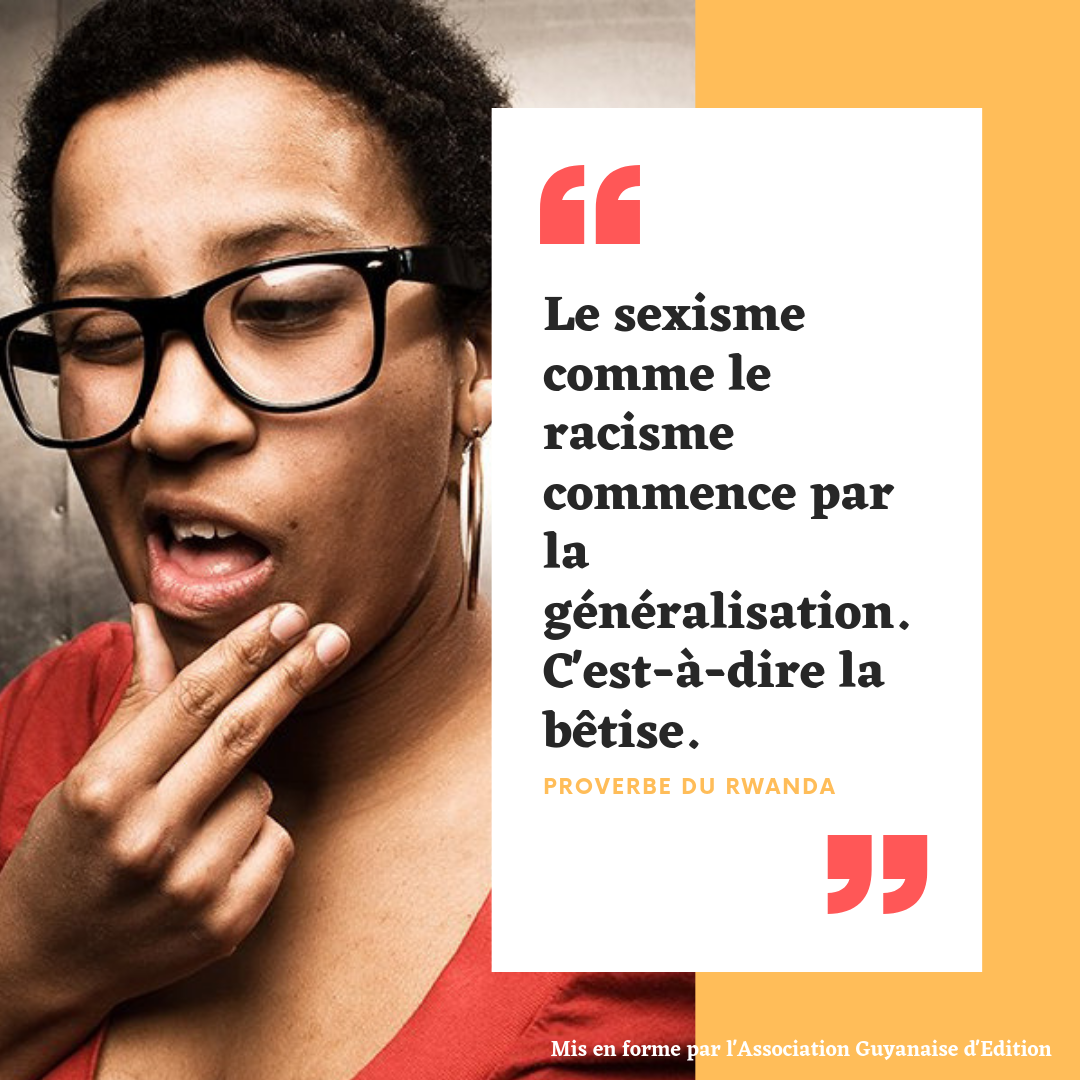 “
Le sexisme
comme le
racisme
commence par
la
généralisation.
C'est-à-dire la
bêtise.
PROVERBE DU RWANDA
”
Mis en forme par l'Association Guyanaise d'Edition